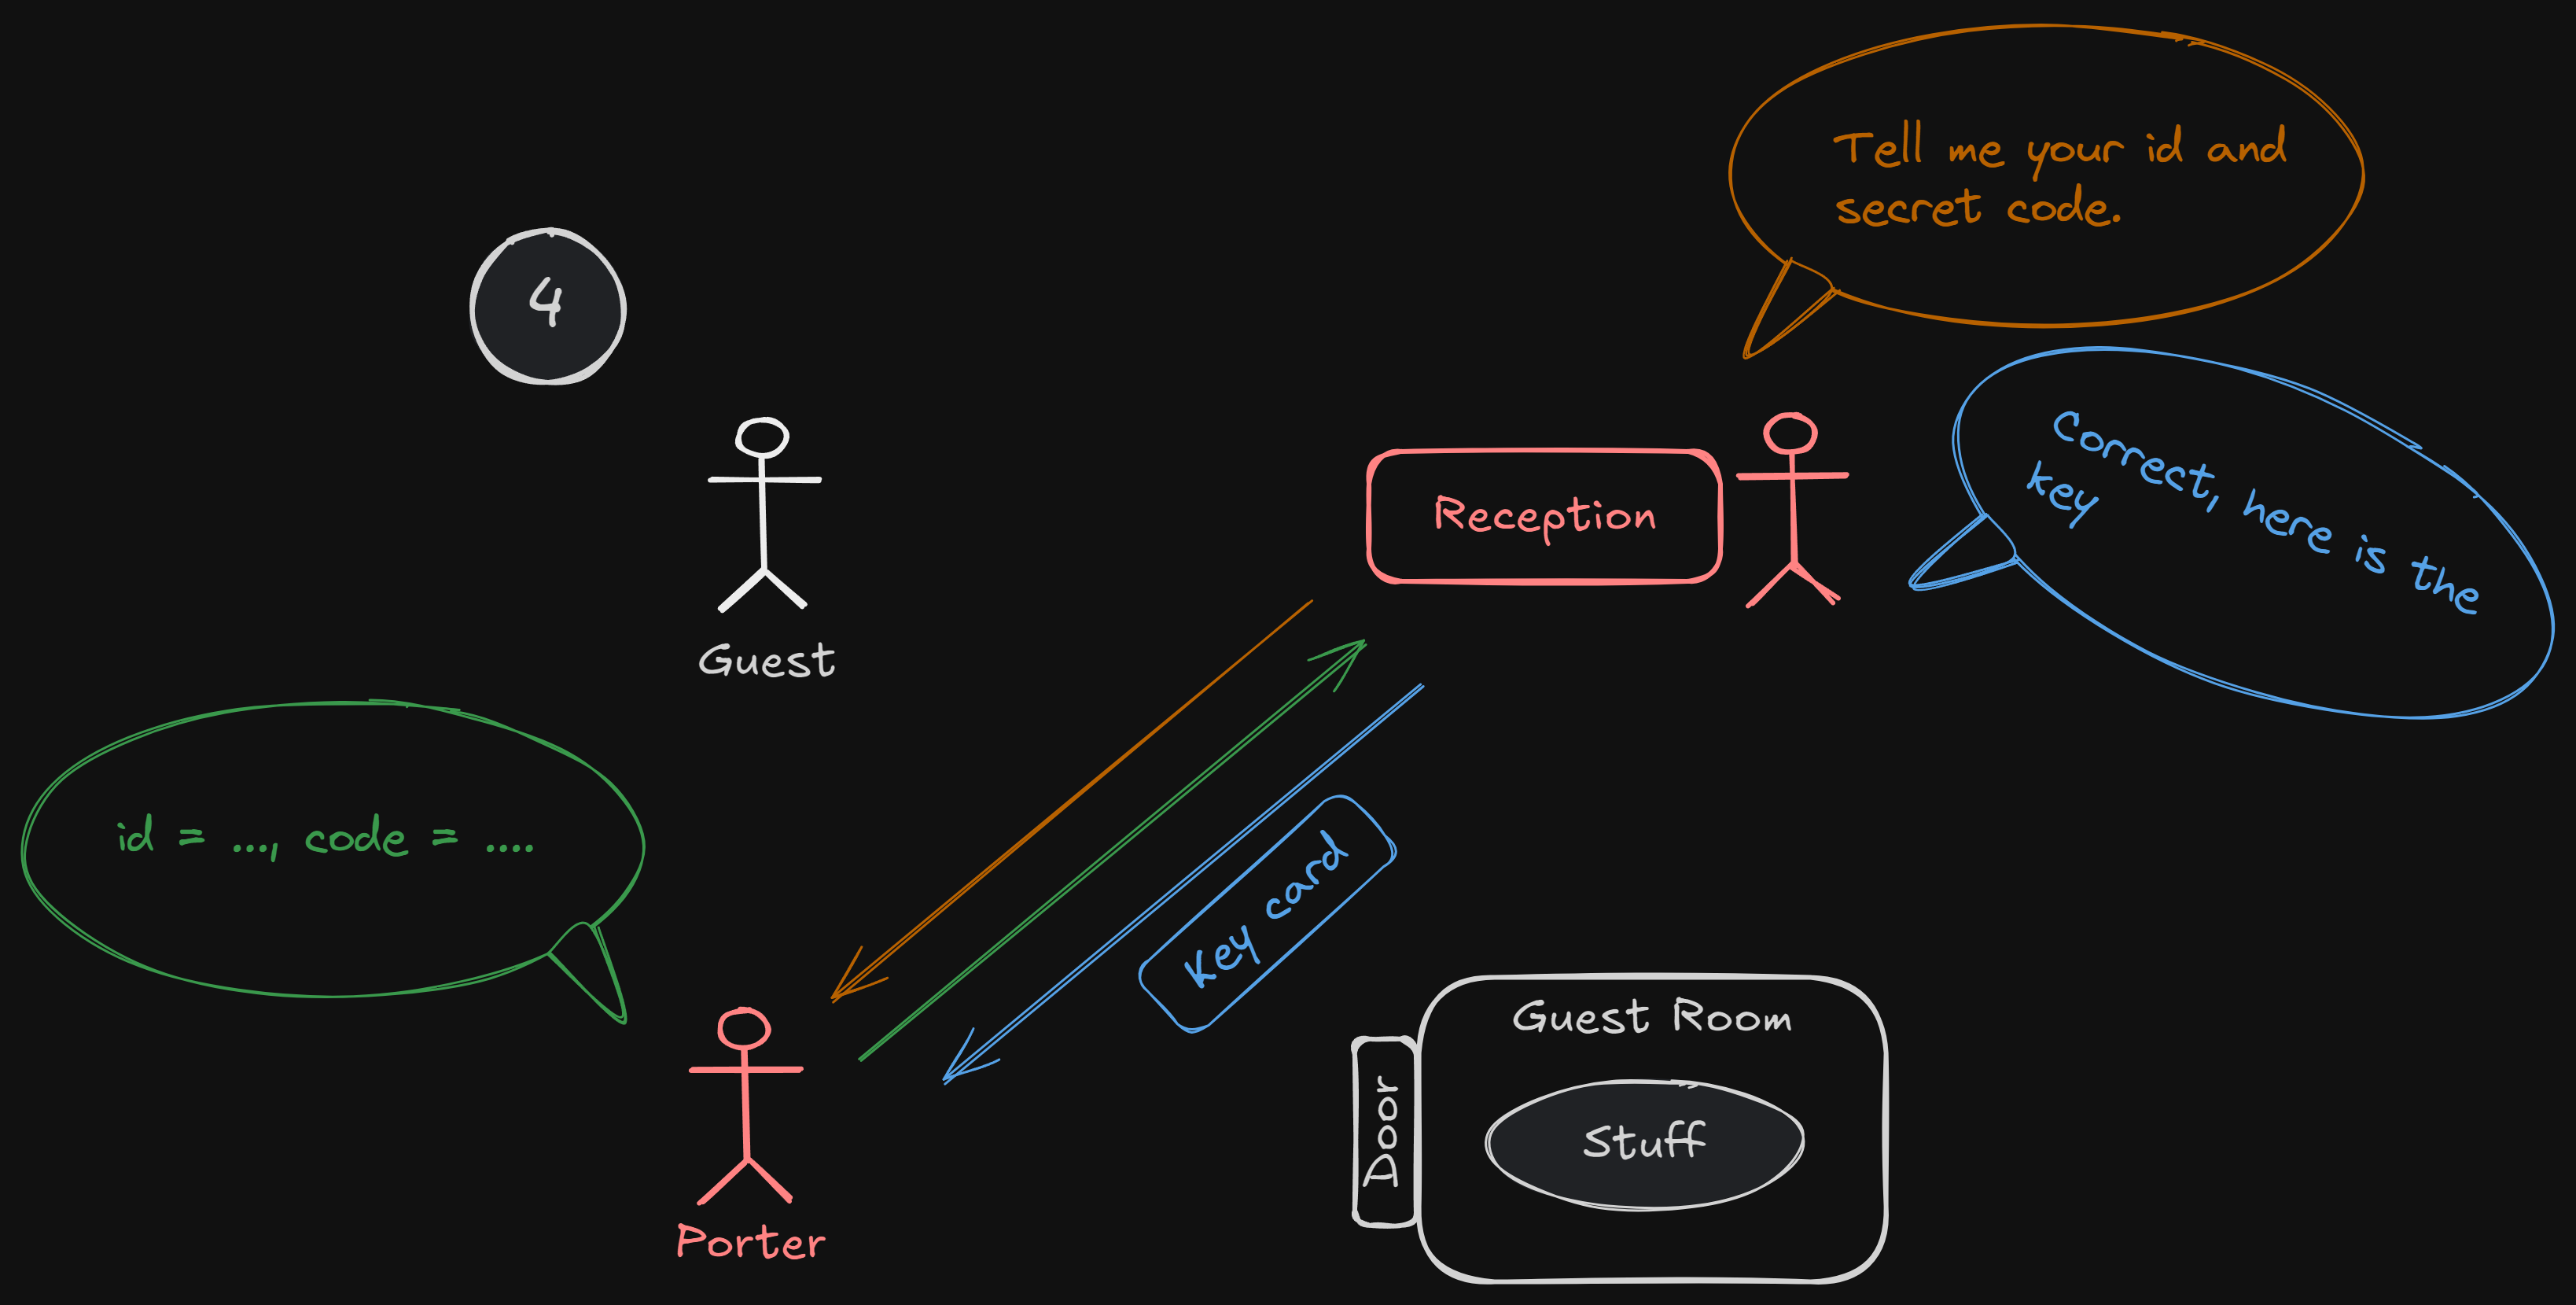 Tell me your id and
secret code.
4
Correct, here is the
key
Reception
Guest
id = ..., code = ....
Key card
Guest Room
Door
Stuff
Porter